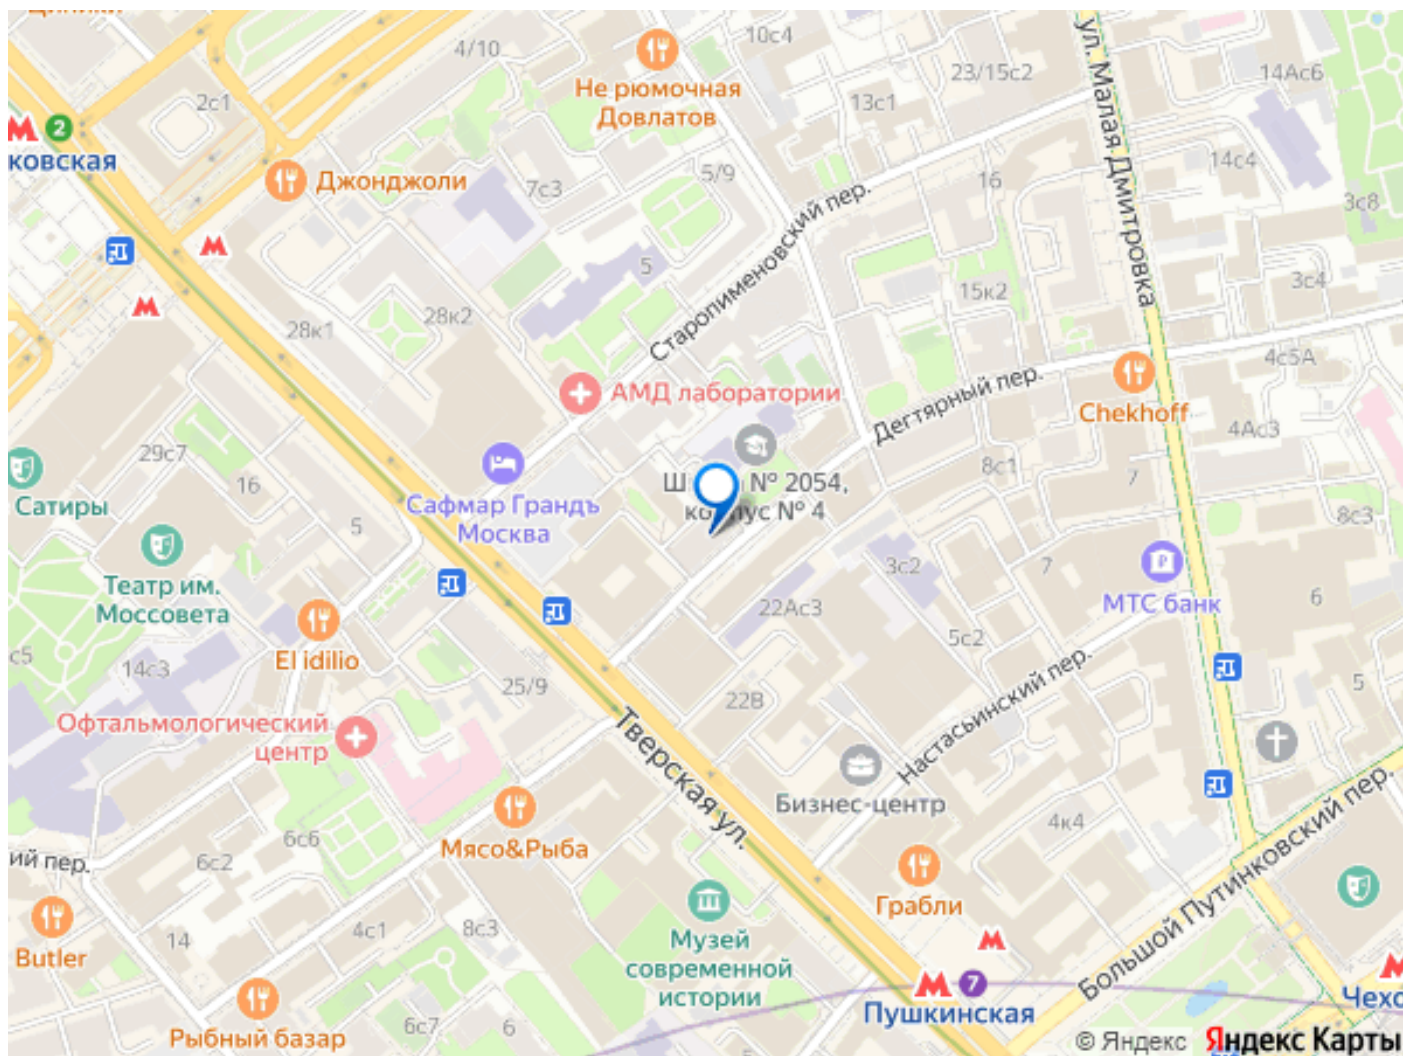 4/10
10с4
Не рюмочная
Довлатов
23/15с2
14Ас6
2с1
13с1
ул. Малая Дмитровка
2
ковская
Джонджоли
7с3
5/9
16
14с4
3с8
Старопименовский пер.
5
28к1
28к2
15к2
3с4
АМД лаборатории
Дегтярный пер.
4с5А
Chekhoff
4Ас3
29с7
16
Сатиры
Сафмар Грандъ
Москва
№ 2054,
№ 4
8с1
7
8с3
5
Театр им.
Моссовета
3с2
7
22Ас3
МТС банк
6
с5
14с3
El idilio
5с2
25/9
22В
Настасьинский пер.
5
Офтальмологический
центр
Тверская ул.
Бизнес-центр
6с6
6с2
Мясо&Рыба
4к4
ий пер.
Большой Путинковский пер.
Грабли
Butler
14
4с1
8с3
Музей
современной
истории
7
Пушкинская
Чехо
Рыбный базар
6с7
6
© Яндекс
Яндекс Карты